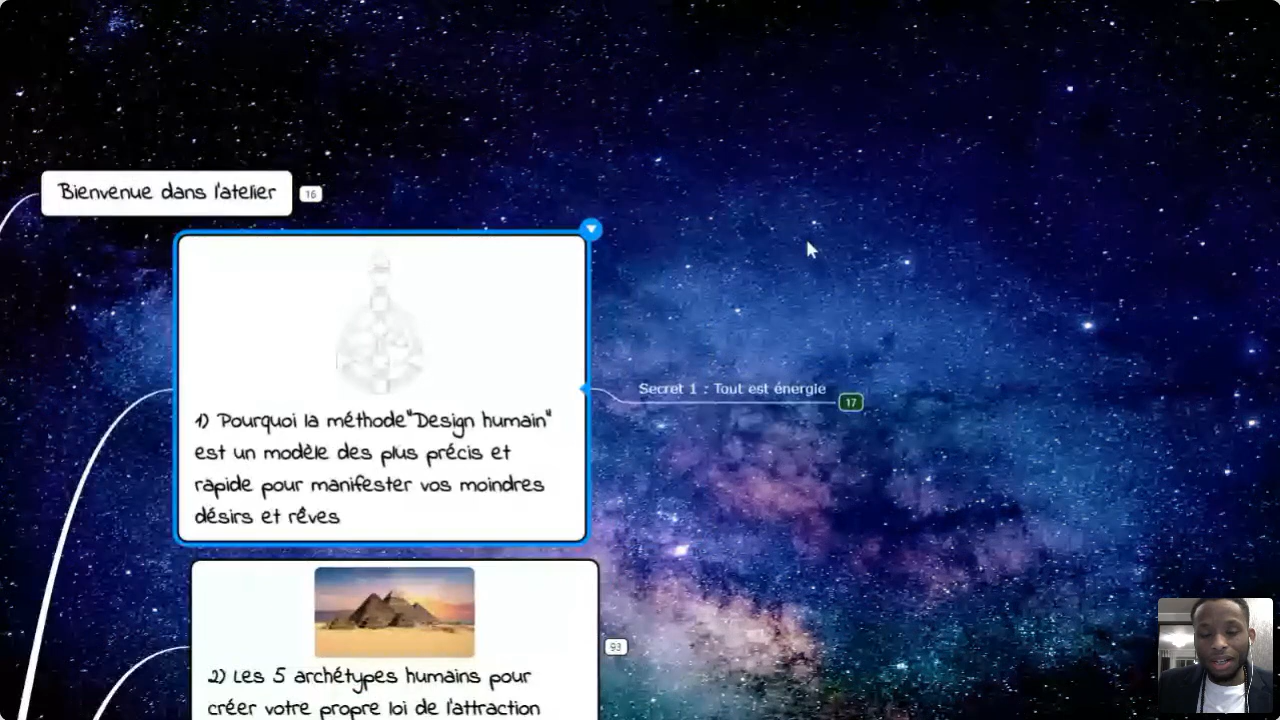 Bienvenue dans l'atelier
16
1) Pourquoi la méthode "Design humain"
est un modèle des plus précis et
rapide pour manifester vos moindres
désirs et rêves
Secret 1 : Tout est énergie
17
93
2) Les 5 archétypes humains pour
créer votre propre loi de l'attraction